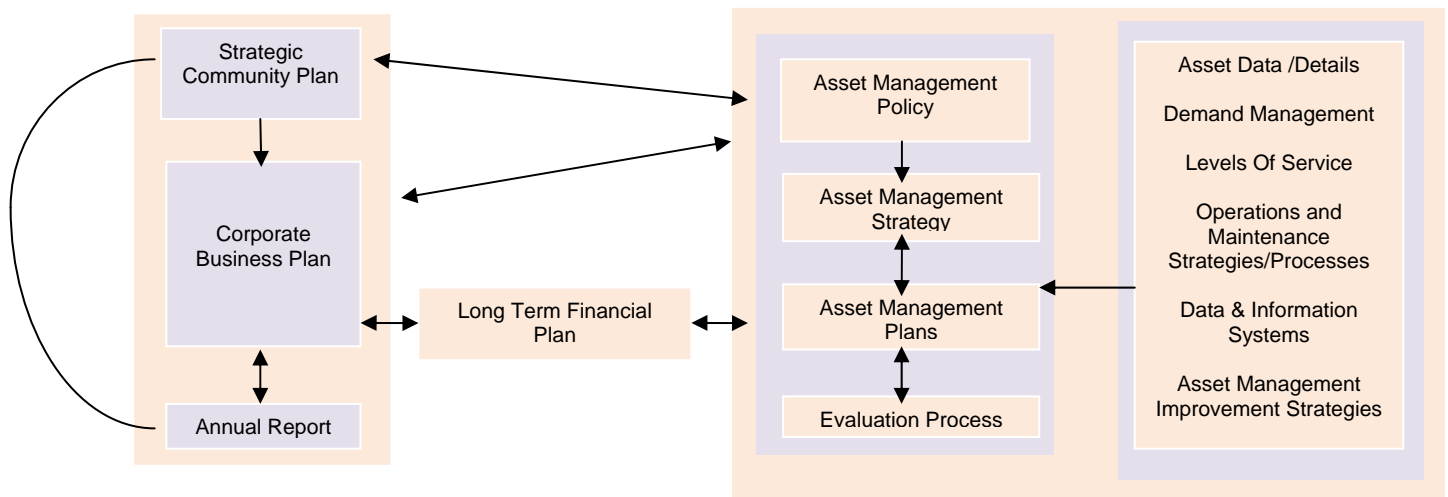 Strategic
Community Plan
Corporate
Business Plan
Annual Report
Long Term Financial
Plan
Asset Management
Policy
Asset Management
Strategy
Asset Management
Plans
Evaluation Process
Asset Data /Details
Demand Management
Levels Of Service
Operations and
Maintenance
Strategies/Processes
Data & Information
Systems
Asset Management
Improvement Strategies